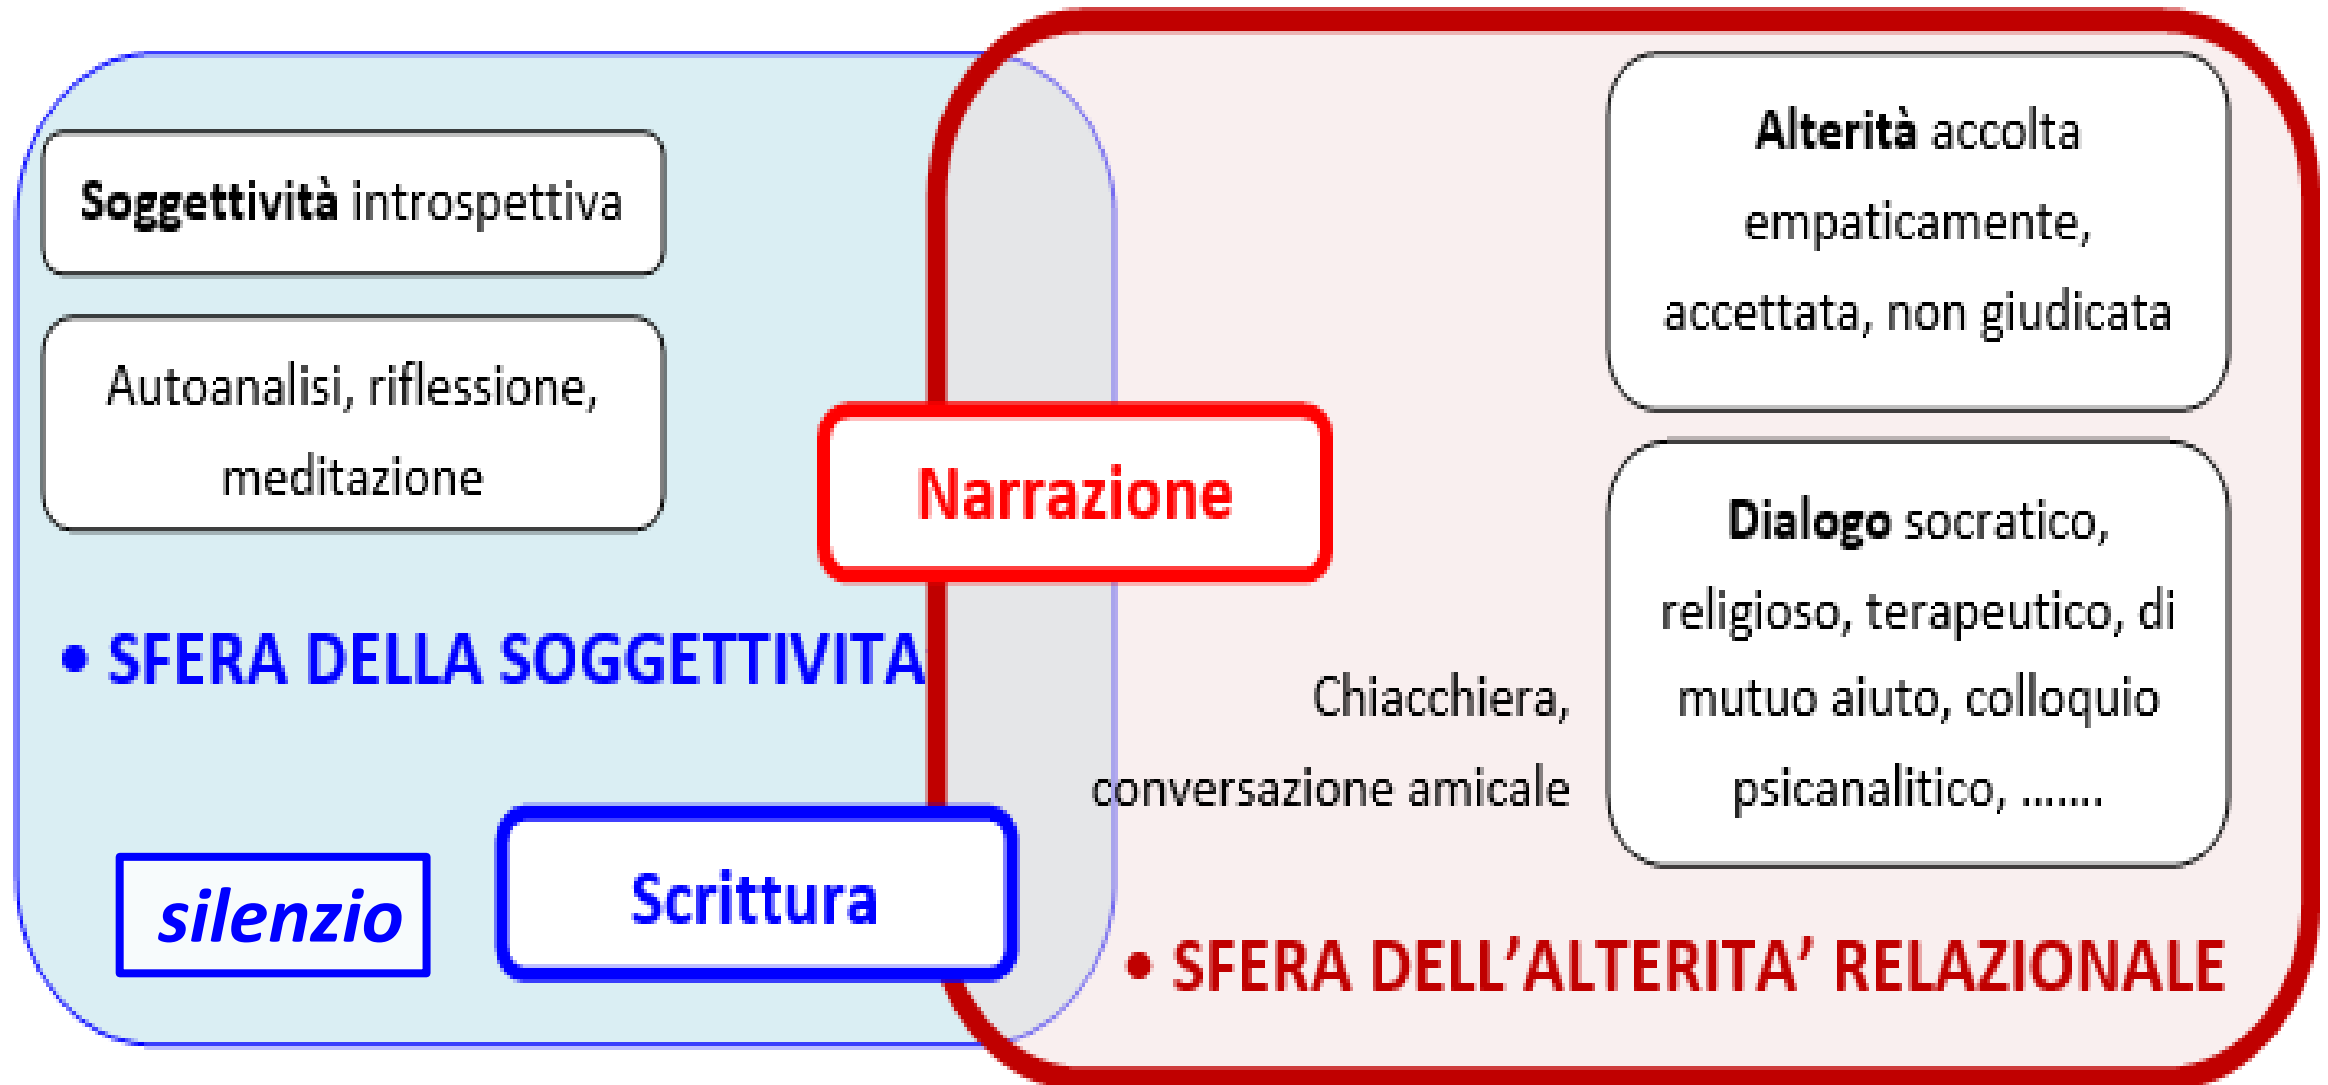 Soggettività introspettiva
Autoanalisi, riflessione,
meditazione
• SFERA DELLA SOGGETTIVITA
silenzio
Scrittura
Narrazione
Alterità accolta
empaticamente,
accettata, non giudicata
Dialogo socratico,
religioso, terapeutico, di
mutuo aiuto, colloquio
psicanalitico, .......
Chiacchiera,
conversazione amicale
• SFERA DELL’ALTERITA’ RELAZIONALE